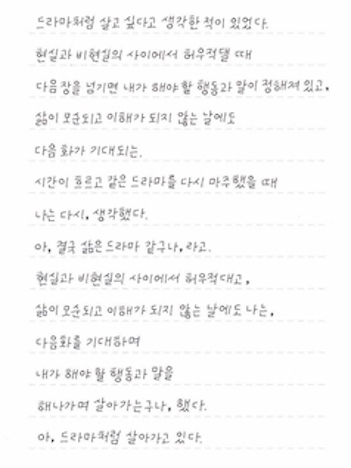 드라마처럼 살고 싶다고 생각한 적이 있었다.
현실과 비현실의 사이에서 허우적댈 때
다음 장을 넘기면 내가 해야 할 행동과 말이 정해져 있고,
삶이 모순되고 이해가 되지 않는 날에도
다음 화가 기대되는.
시간이 흐르고 같은 드라마를 다시 마주했을 때
나는 다시, 생각했다.
아, 결국 삶은 드라마 같구나, 라고.
현실과 비현실의 사이에서 허우적대고,
삶이 모순되고 이해가 되지 않는 날에도 나는,
다음화를 기대하며
내가 해야 할 행동과 말을
해나가며 살아가는구나, 했다.
아, 드라마처럼 살아가고 있다.